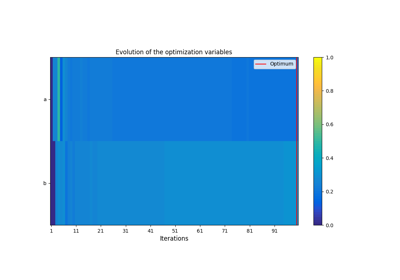 Evolution of the optimization variables
Optimum
a
b
1 11 21 31 41 51 61 71 81 91
Iterations
1.0
0.8
0.6
0.4
0.2
0.0